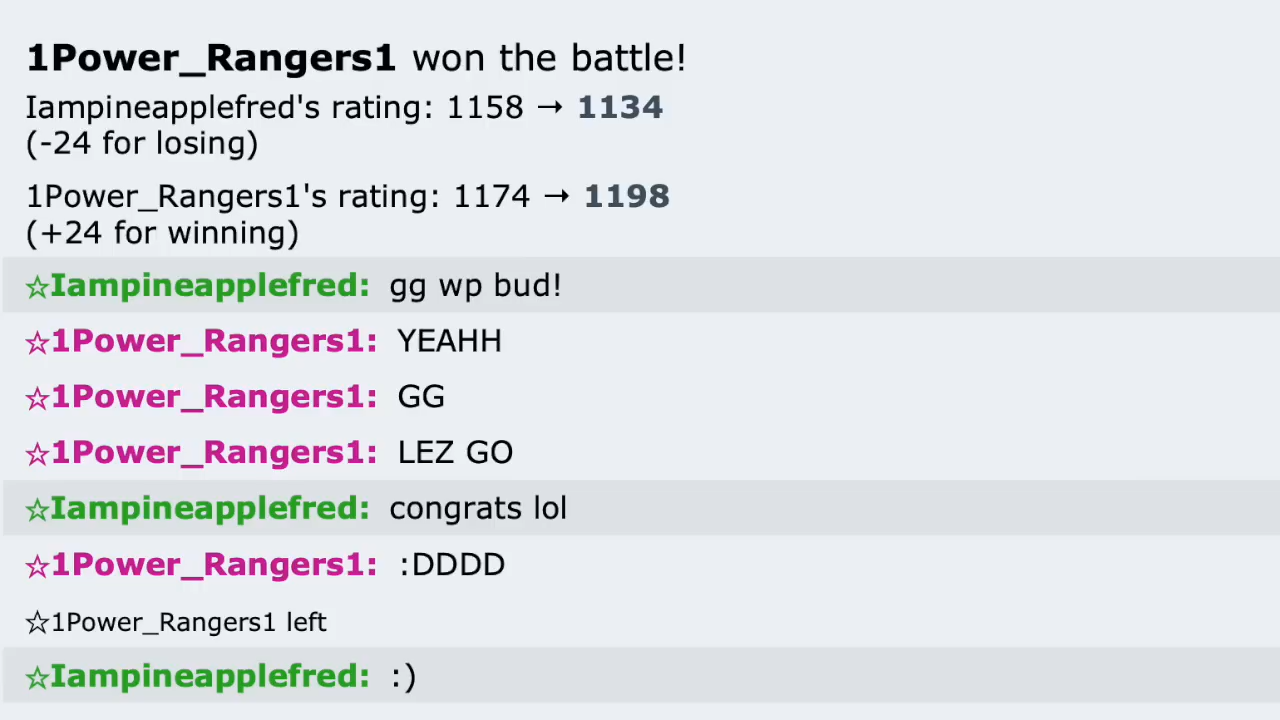 1Power_Rangers1 won the battle!
Iampineapplefred's rating: 1158 → 1134
(-24 for losing)
1Power_Rangers1's rating: 1174 → 1198
(+24 for winning)
☆Iampineapplefred: gg wp bud!
☆1Power_Rangers1: YEAHH
☆1Power_Rangers1: GG
☆1Power_Rangers1: LEZ GO
☆Iampineapplefred: congrats lol
☆1Power_Rangers1: :DDDD
☆1Power_Rangers1 left
☆Iampineapplefred: :)